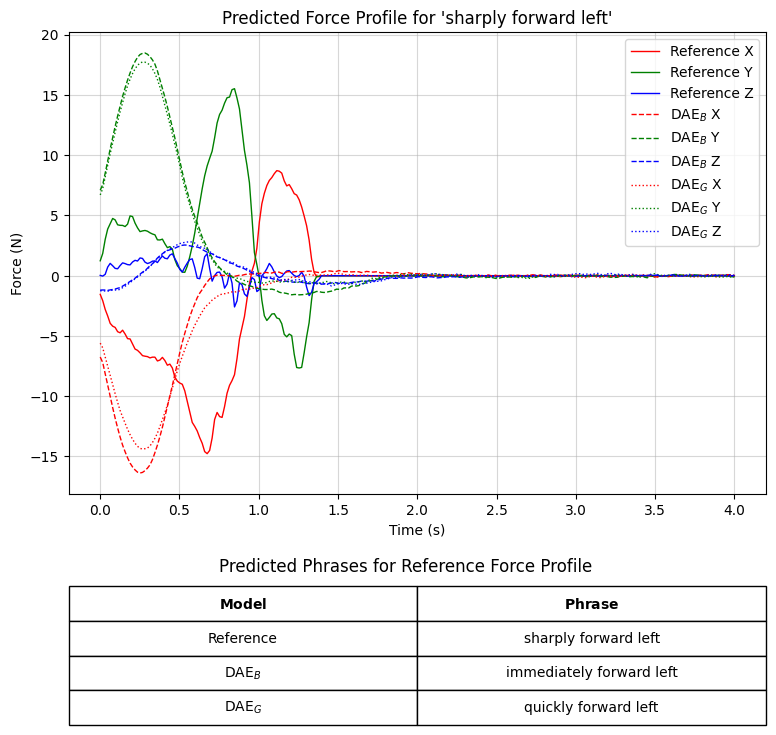 Predicted Force Profile for 'sharply forward left'
Force (N)
20
15
10
5
0
−5
−10
−15
Reference X
Reference Y
Reference Z
DAE_B X
DAE_B Y
DAE_B Z
DAE_G X
DAE_G Y
DAE_G Z
0.0 0.5 1.0 1.5 2.0 2.5 3.0 3.5 4.0
Time (s)
Predicted Phrases for Reference Force Profile
Model Phrase
Reference sharply forward left
DAE_B immediately forward left
DAE_G quickly forward left